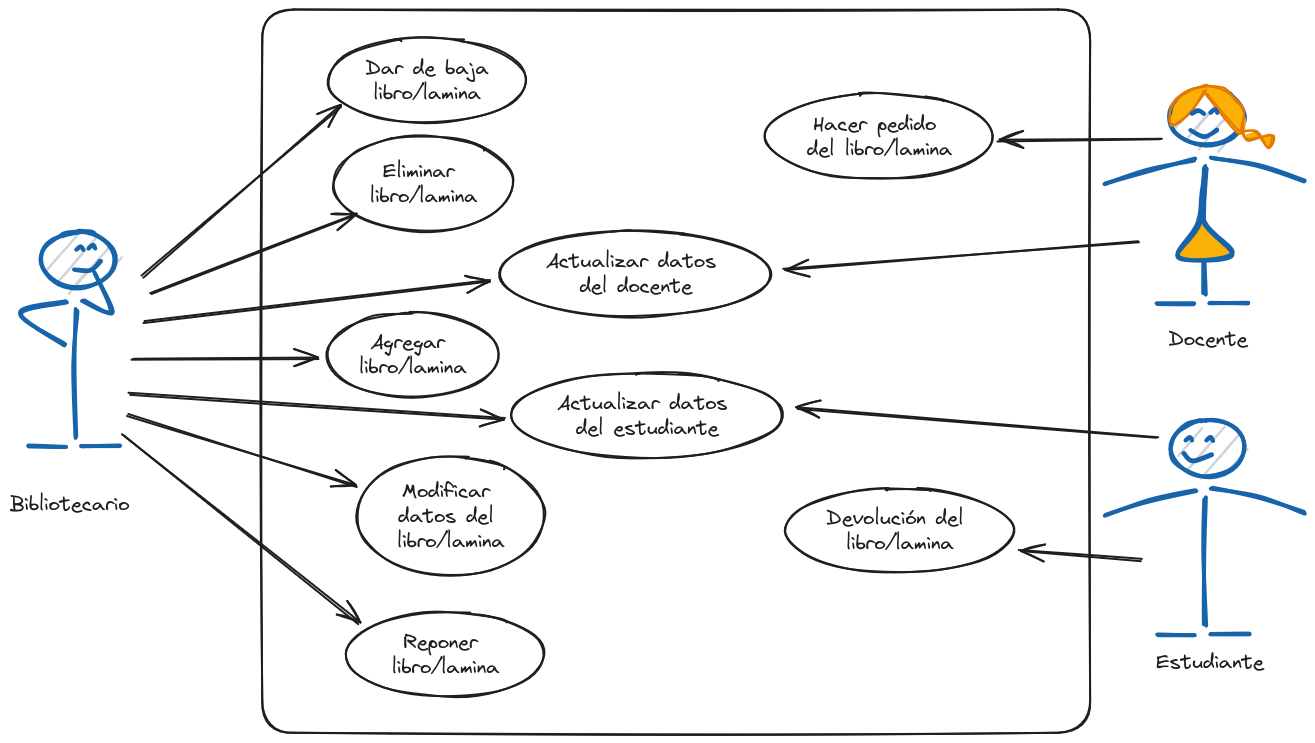 Dar de baja
libro/lamina
Hacer pedido
del libro/lamina
Eliminar
libro/lamina
Actualizar datos
del docente
Agregar
libro/lamina
Docente
Actualizar datos
del estudiante
Bibliotecario
Modificar
datos del
libro/lamina
Devolución del
libro/lamina
Reponer
libro/lamina
Estudiante